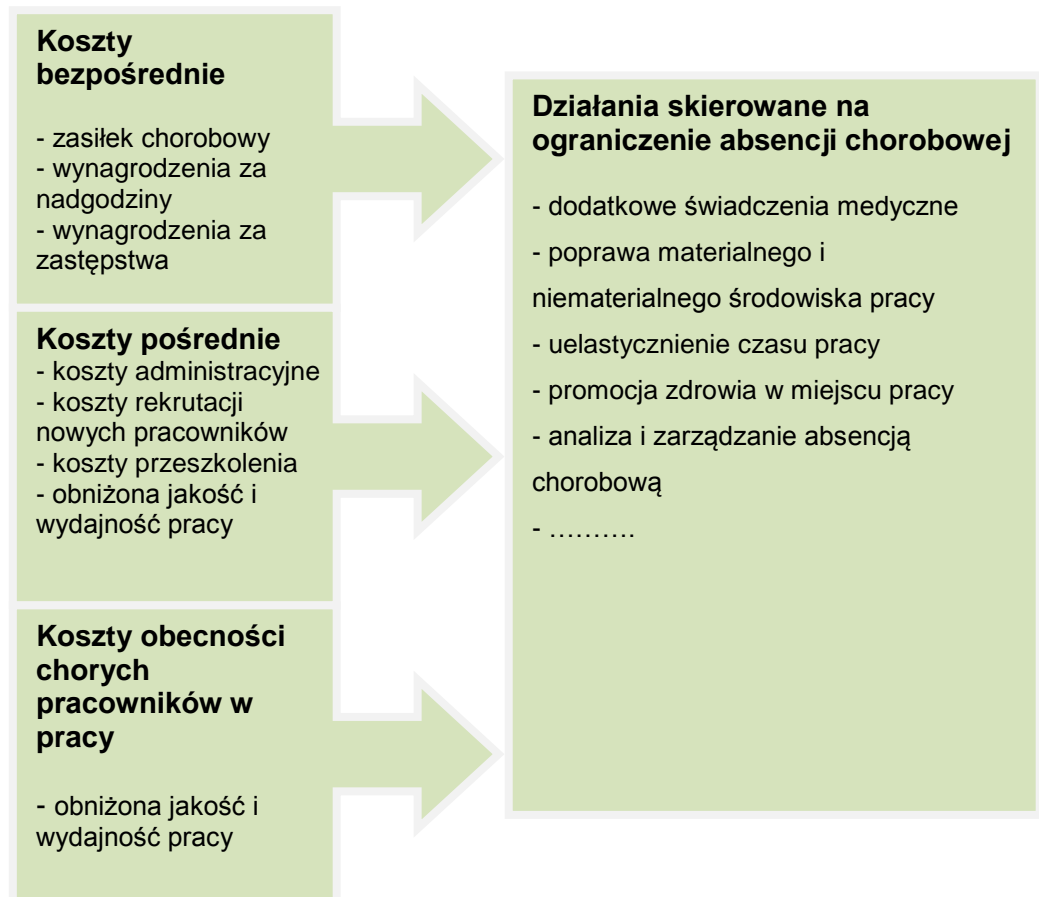 Koszty
bezpośrednie
- zasiłek chorobowy
- wynagrodzenia za
nadgodziny
- wynagrodzenia za
zastępstwa
Koszty pośrednie
- koszty administracyjne
- koszty rekrutacji
nowych pracowników
- koszty przeszkolenia
- obniżona jakość i
wydajność pracy
Koszty obecności
chorych
pracowników w
pracy
- obniżona jakość i
wydajność pracy
Działania skierowane na
ograniczenie absencji chorobowej
- dodatkowe świadczenia medyczne
- poprawa materialnego i
niematerialnego środowiska pracy
- uelastycznienie czasu pracy
- promocja zdrowia w miejscu pracy
- analiza i zarządzanie absencją
chorobową
- ……….